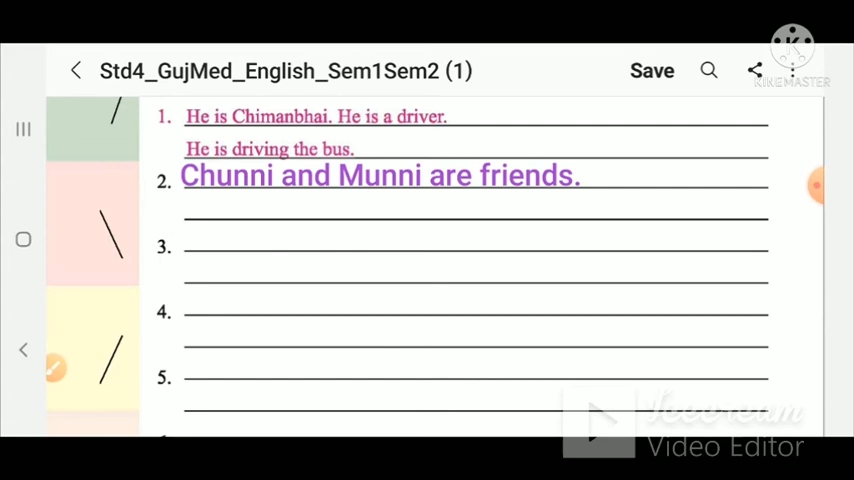 Std4_GujMed_English_Sem1Sem2 (1)
Save
KINEMASTER
1. He is Chimanbhai. He is a driver.
He is driving the bus.
2. Chunni and Munni are friends.
3.
4.
5.
Video Editor